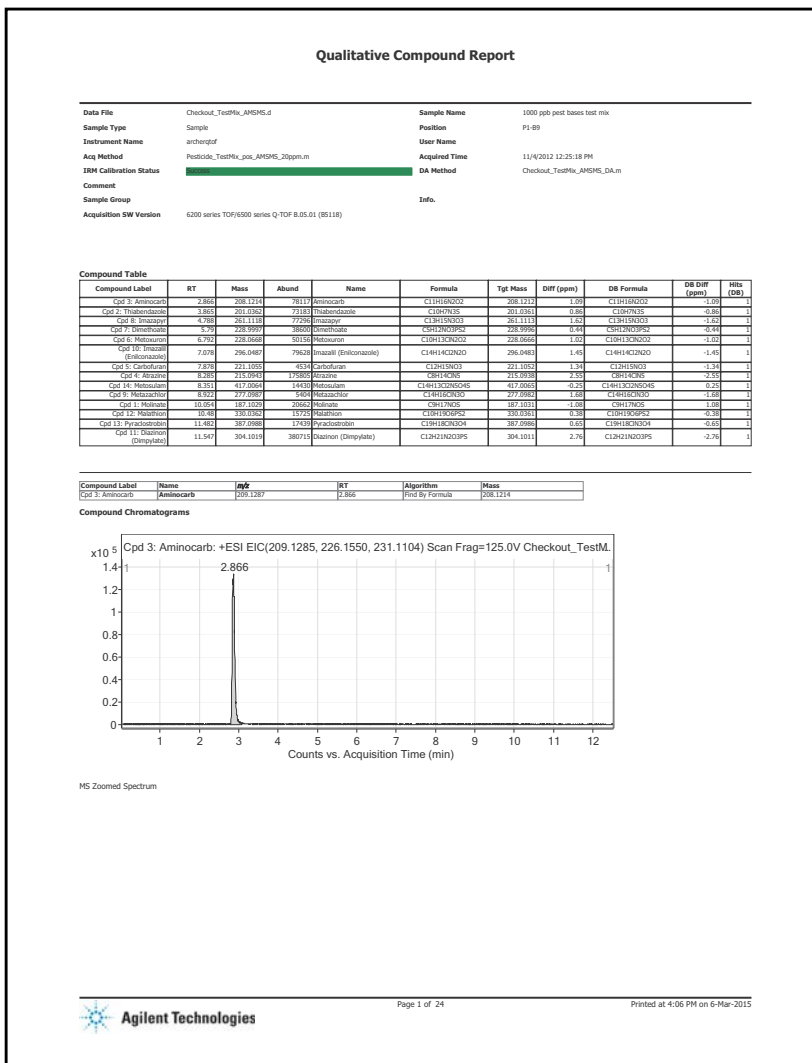 Qualitative Compound Report
Data File Checkout_TestMix_AMSMS.d Sample Name 1000 ppb pest bases test mix
Sample Type Sample Position P1-B9
Instrument Name archerqtof User Name
Acq Method Pesticide_TestMix_pos_AMSMS_20ppm.m Acquired Time 11/4/2012 12:25:18 PM
IRM Calibration Status Success DA Method Checkout_TestMix_AMSMS_DA.m
Comment
Sample Group Info.
Acquisition SW Version 6200 series TOF/6500 series Q-TOF B.05.01 (B5118)
Compound Table
Compound Label RT Mass Abund Name Formula Tgt Mass Diff (ppm) DB Formula DB Diff (ppm) Hits (DB)
Cpd 3: Aminocarb 2.866 208.1214 78117 Aminocarb C11H16N2O2 208.1212 1.09 C11H16N2O2 -1.09 1
Cpd 2: Thiabendazole 3.865 201.0362 73183 Thiabendazole C10H7N3S 201.0361 0.86 C10H7N3S -0.86 1
Cpd 8: Imazapyr 4.788 261.1118 77296 Imazapyr C13H15N3O3 261.1113 1.62 C13H15N3O3 -1.62 1
Cpd 7: Dimethoate 5.79 228.9997 38600 Dimethoate C5H12NO3PS2 228.9996 0.44 C5H12NO3PS2 -0.44 1
Cpd 6: Metoxuron 6.792 228.0668 50156 Metoxuron C10H13ClN2O2 228.0666 1.02 C10H13ClN2O2 -1.02 1
Cpd 10: Imazalil (Enilconazole) 7.078 296.0487 79628 Imazalil (Enilconazole) C14H14Cl2N2O 296.0483 1.45 C14H14Cl2N2O -1.45 1
Cpd 5: Carbofuran 7.878 221.1055 4534 Carbofuran C12H15NO3 221.1052 1.34 C12H15NO3 -1.34 1
Cpd 4: Atrazine 8.285 215.0943 175805 Atrazine C8H14ClN5 215.0938 2.55 C8H14ClN5 -2.55 1
Cpd 14: Metosulam 8.351 417.0064 14430 Metosulam C14H13Cl2N5O4S 417.0065 -0.25 C14H13Cl2N5O4S 0.25 1
Cpd 9: Metazachlor 8.922 277.0987 5404 Metazachlor C14H16ClN3O 277.0982 1.68 C14H16ClN3O -1.68 1
Cpd 1: Molinate 10.054 187.1029 20662 Molinate C9H17NOS 187.1031 -1.08 C9H17NOS 1.08 1
Cpd 12: Malathion 10.48 330.0362 15725 Malathion C10H19O6PS2 330.0361 0.38 C10H19O6PS2 -0.38 1
Cpd 13: Pyraclostrobin 11.482 387.0988 17439 Pyraclostrobin C19H18ClN3O4 387.0986 0.65 C19H18ClN3O4 -0.65 1
Cpd 11: Diazinon (Dimpylate) 11.547 304.1019 380715 Diazinon (Dimpylate) C12H21N2O3PS 304.1011 2.76 C12H21N2O3PS -2.76 1
Compound Label Name m/z RT Algorithm Mass
Cpd 3: Aminocarb Aminocarb 209.1287 2.866 Find By Formula 208.1214
Compound Chromatograms
x10 5 Cpd 3: Aminocarb: +ESI EIC(209.1285, 226.1550, 231.1104) Scan Frag=125.0V Checkout_TestM...
1.4 1 2.866 1
1.2
1
0.8
0.6
0.4
0.2
0
1 2 3 4 5 6 7 8 9 10 11 12
Counts vs. Acquisition Time (min)
MS Zoomed Spectrum
Agilent Technologies Page 1 of 24 Printed at 4:06 PM on 6-Mar-2015